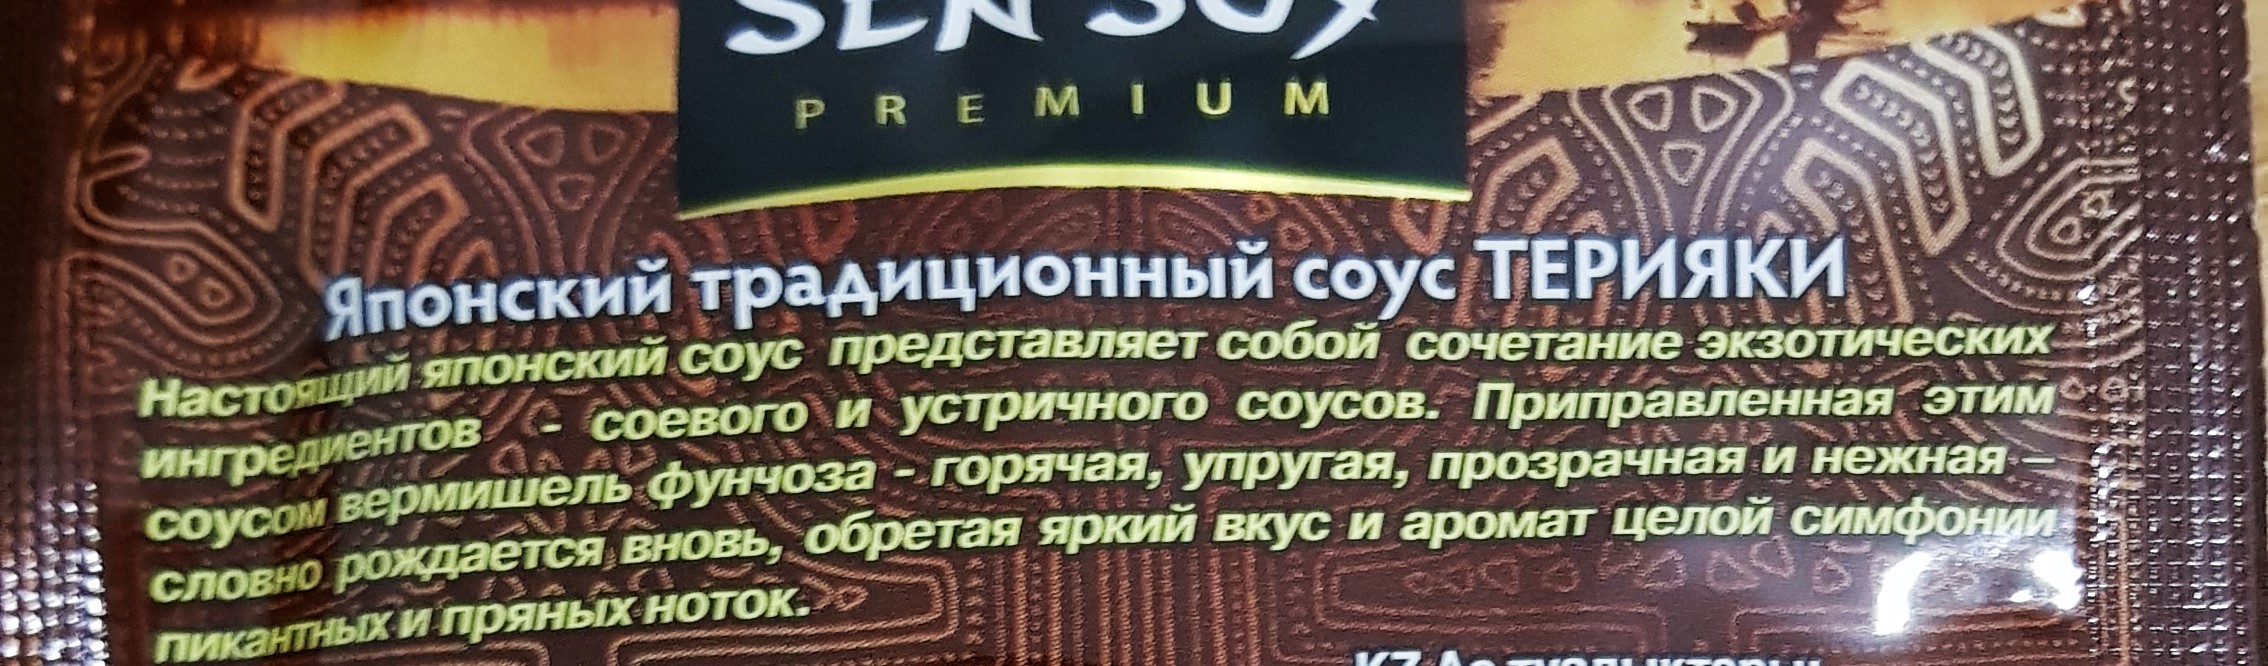 SEN SOY
PREMIUM
Японский традиционный соус ТЕРИЯКИ
Настоящий японский соус представляет собой сочетание экзотических
ингредиентов - соевого и устричного соусов. Приправленная этим
соусом вермишель фунчоза - горячая, упругая, прозрачная и нежная –
словно рождается вновь, обретая яркий вкус и аромат целой симфонии
пикантных и пряных ноток.